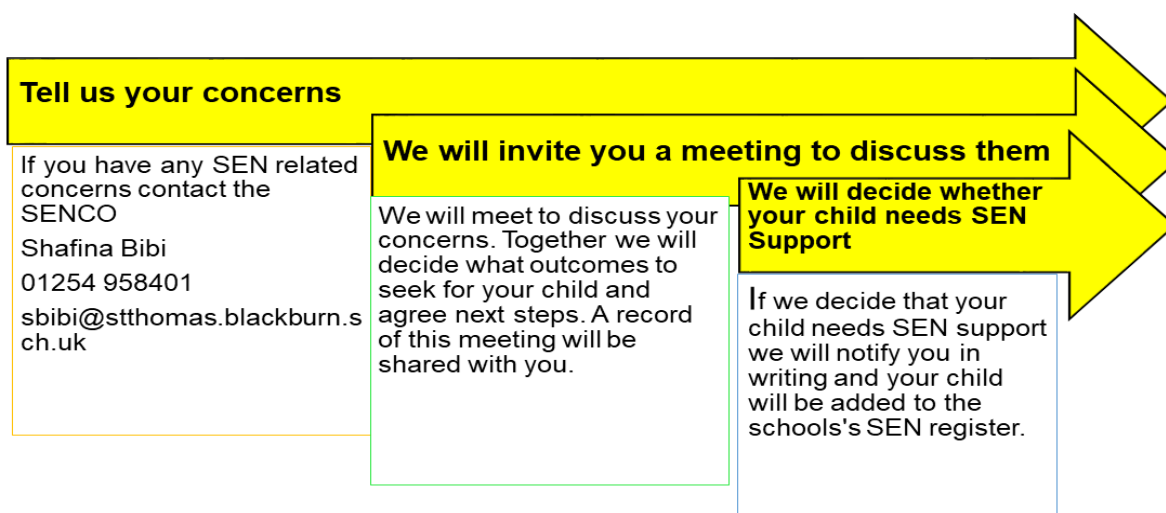 Tell us your concerns
If you have any SEN related
concerns contact the
SENCO
Shafina Bibi
01254 958401
sbibi@stthomas.blackburn.s
ch.uk
We will invite you a meeting to discuss them
We will meet to discuss your
concerns. Together we will
decide what outcomes to
seek for your child and
agree next steps. A record
of this meeting will be
shared with you.
We will decide whether
your child needs SEN
Support
If we decide that your
child needs SEN support
we will notify you in
writing and your child
will be added to the
schools's SEN register.